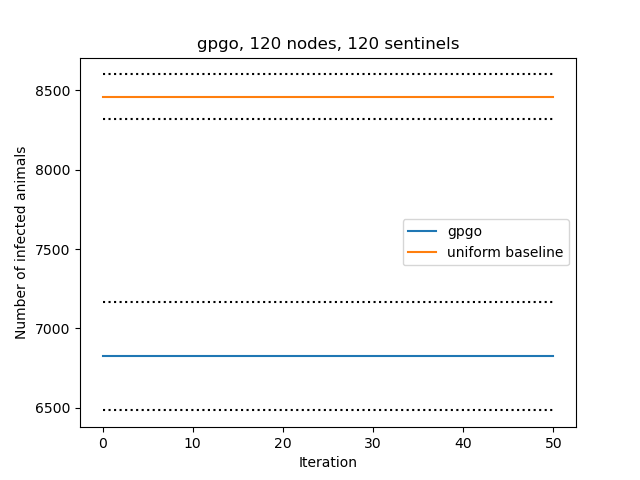 gpgo, 120 nodes, 120 sentinels
8500
8000
7500
7000
6500
Number of infected animals
gpgo
uniform baseline
0 10 20 30 40 50
Iteration